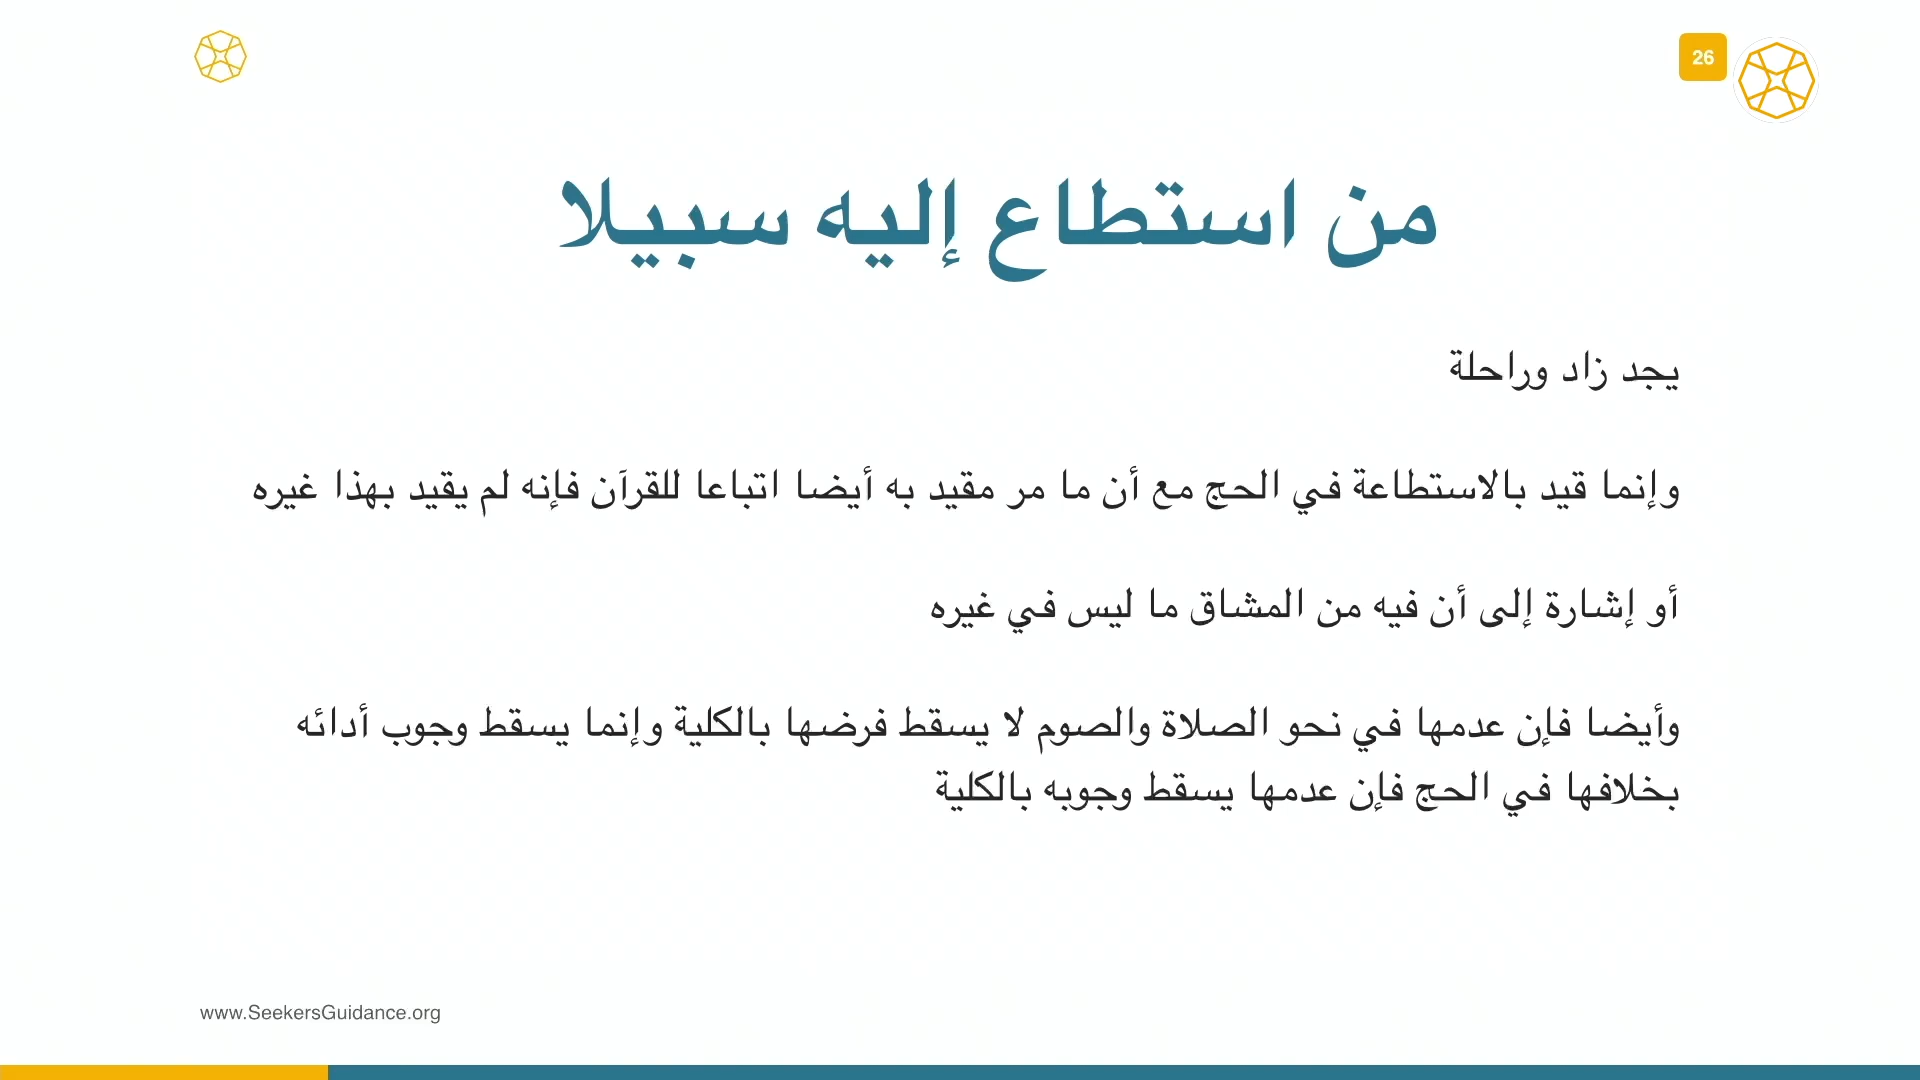 26
من استطاع إليه سبيلا
يجد زاد وراحلة
وإنما قيد بالاستطاعة في الحج مع أن ما مر مقيد به أيضا اتباعا للقرآن فإنه لم يقيد بهذا غيره
أو إشارة إلى أن فيه من المشاق ما ليس في غيره
وأيضا فإن عدمها في نحو الصلاة والصوم لا يسقط فرضها بالكلية وإنما يسقط وجوب أدائه
بخلافها في الحج فإن عدمها يسقط وجوبه بالكلية
www.SeekersGuidance.org